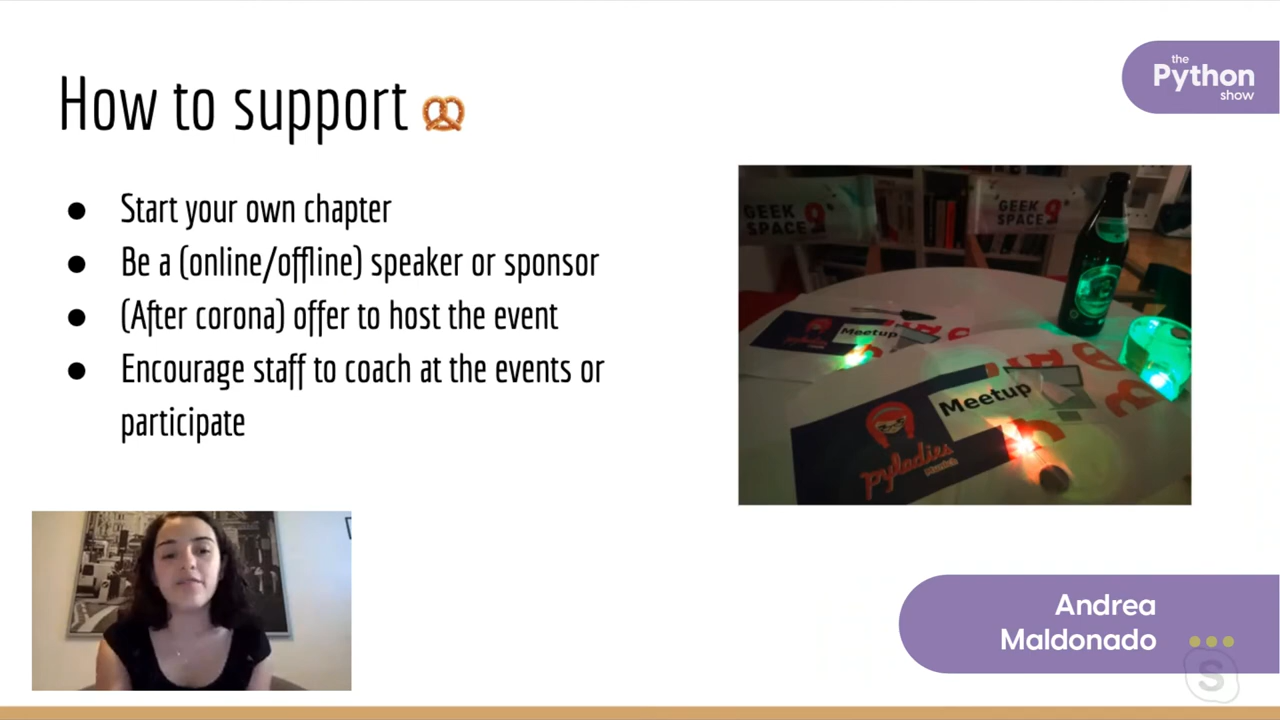 How to support
the
Python
show
● Start your own chapter
● Be a (online/offline) speaker or sponsor
● (After corona) offer to host the event
● Encourage staff to coach at the events or
participate
GEEK
SPACE 9
GEEK
SPACE 9
Meetup
Meetup
pyladies
Andrea
Maldonado
S